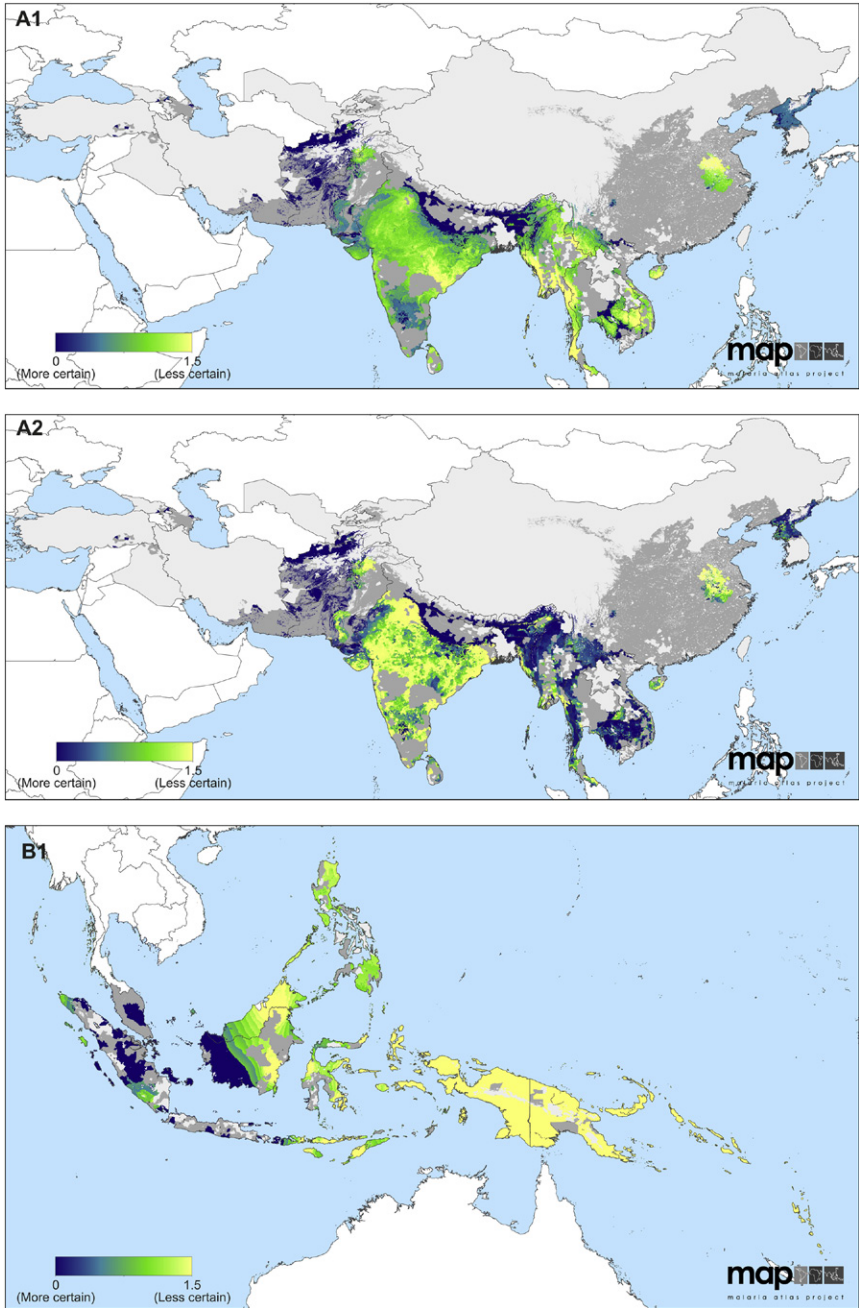 A1
0
1.5
(More certain)
(Less certain)
map
malaria atlas project
A2
0
1.5
(More certain)
(Less certain)
map
malaria atlas project
B1
0
1.5
(More certain)
(Less certain)
map
malaria atlas project